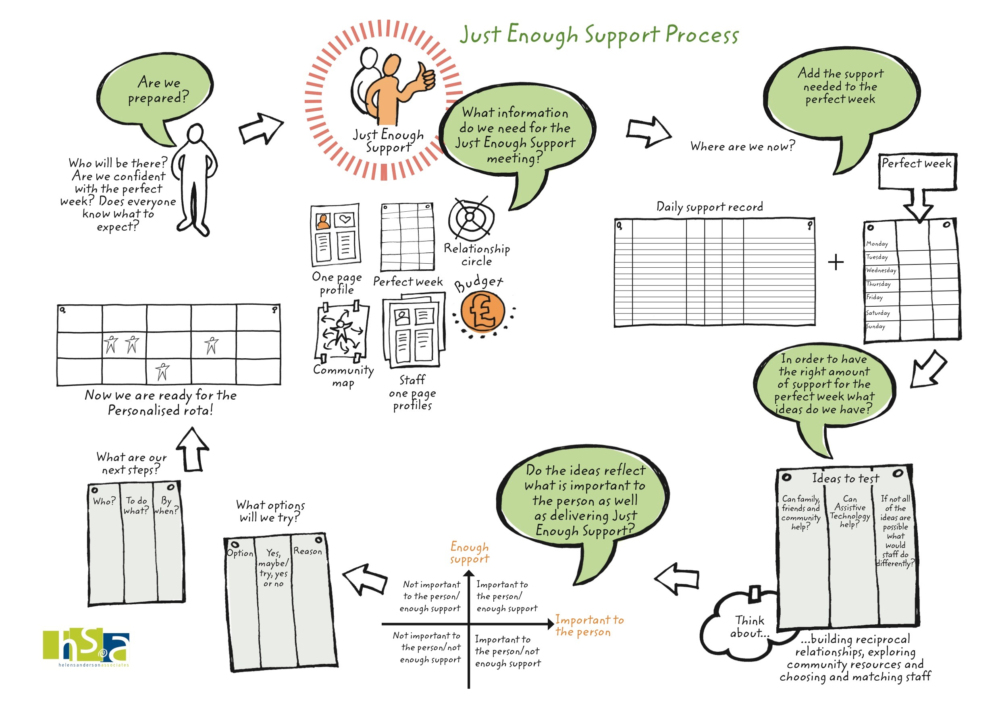 Just Enough Support Process
Are we
prepared?
Who will be there?
Are we confident
with the perfect
week? Does everyone
know what to
expect?
Just Enough
Support
What information
do we need for the
Just Enough Support
meeting?
One page
profile
Perfect week
Relationship
circle
Community
map
Staff
one page
profiles
Budget
£
Where are we now?
Add the support
needed to the
perfect week
Perfect week
Daily support record
+
Monday
Tuesday
Wednesday
Thursday
Friday
Saturday
Sunday
In order to have
the right amount
of support for the
perfect week what
ideas do we have?
Ideas to test
Can family,
friends and
community
help?
Can
Assistive
Technology
help?
If not all
of the
ideas are
possible
what
would
staff do
differently?
Think
about...
...building reciprocal
relationships, exploring
community resources and
choosing and matching staff
Do the ideas reflect
what is important to
the person as well
as delivering Just
Enough Support?
Enough
support
Not important
to the person/
enough support
Important to
the person/
enough support
Important to
the person
Not important to
the person/not
enough support
Important to
the person/not
enough support
What options
will we try?
Option
Yes,
maybe/
try, yes
or no
Reason
What are our
next steps?
Who?
To do
what?
By
when?
Now we are ready for the
Personalised rota!
hsa
helensandersonassociates